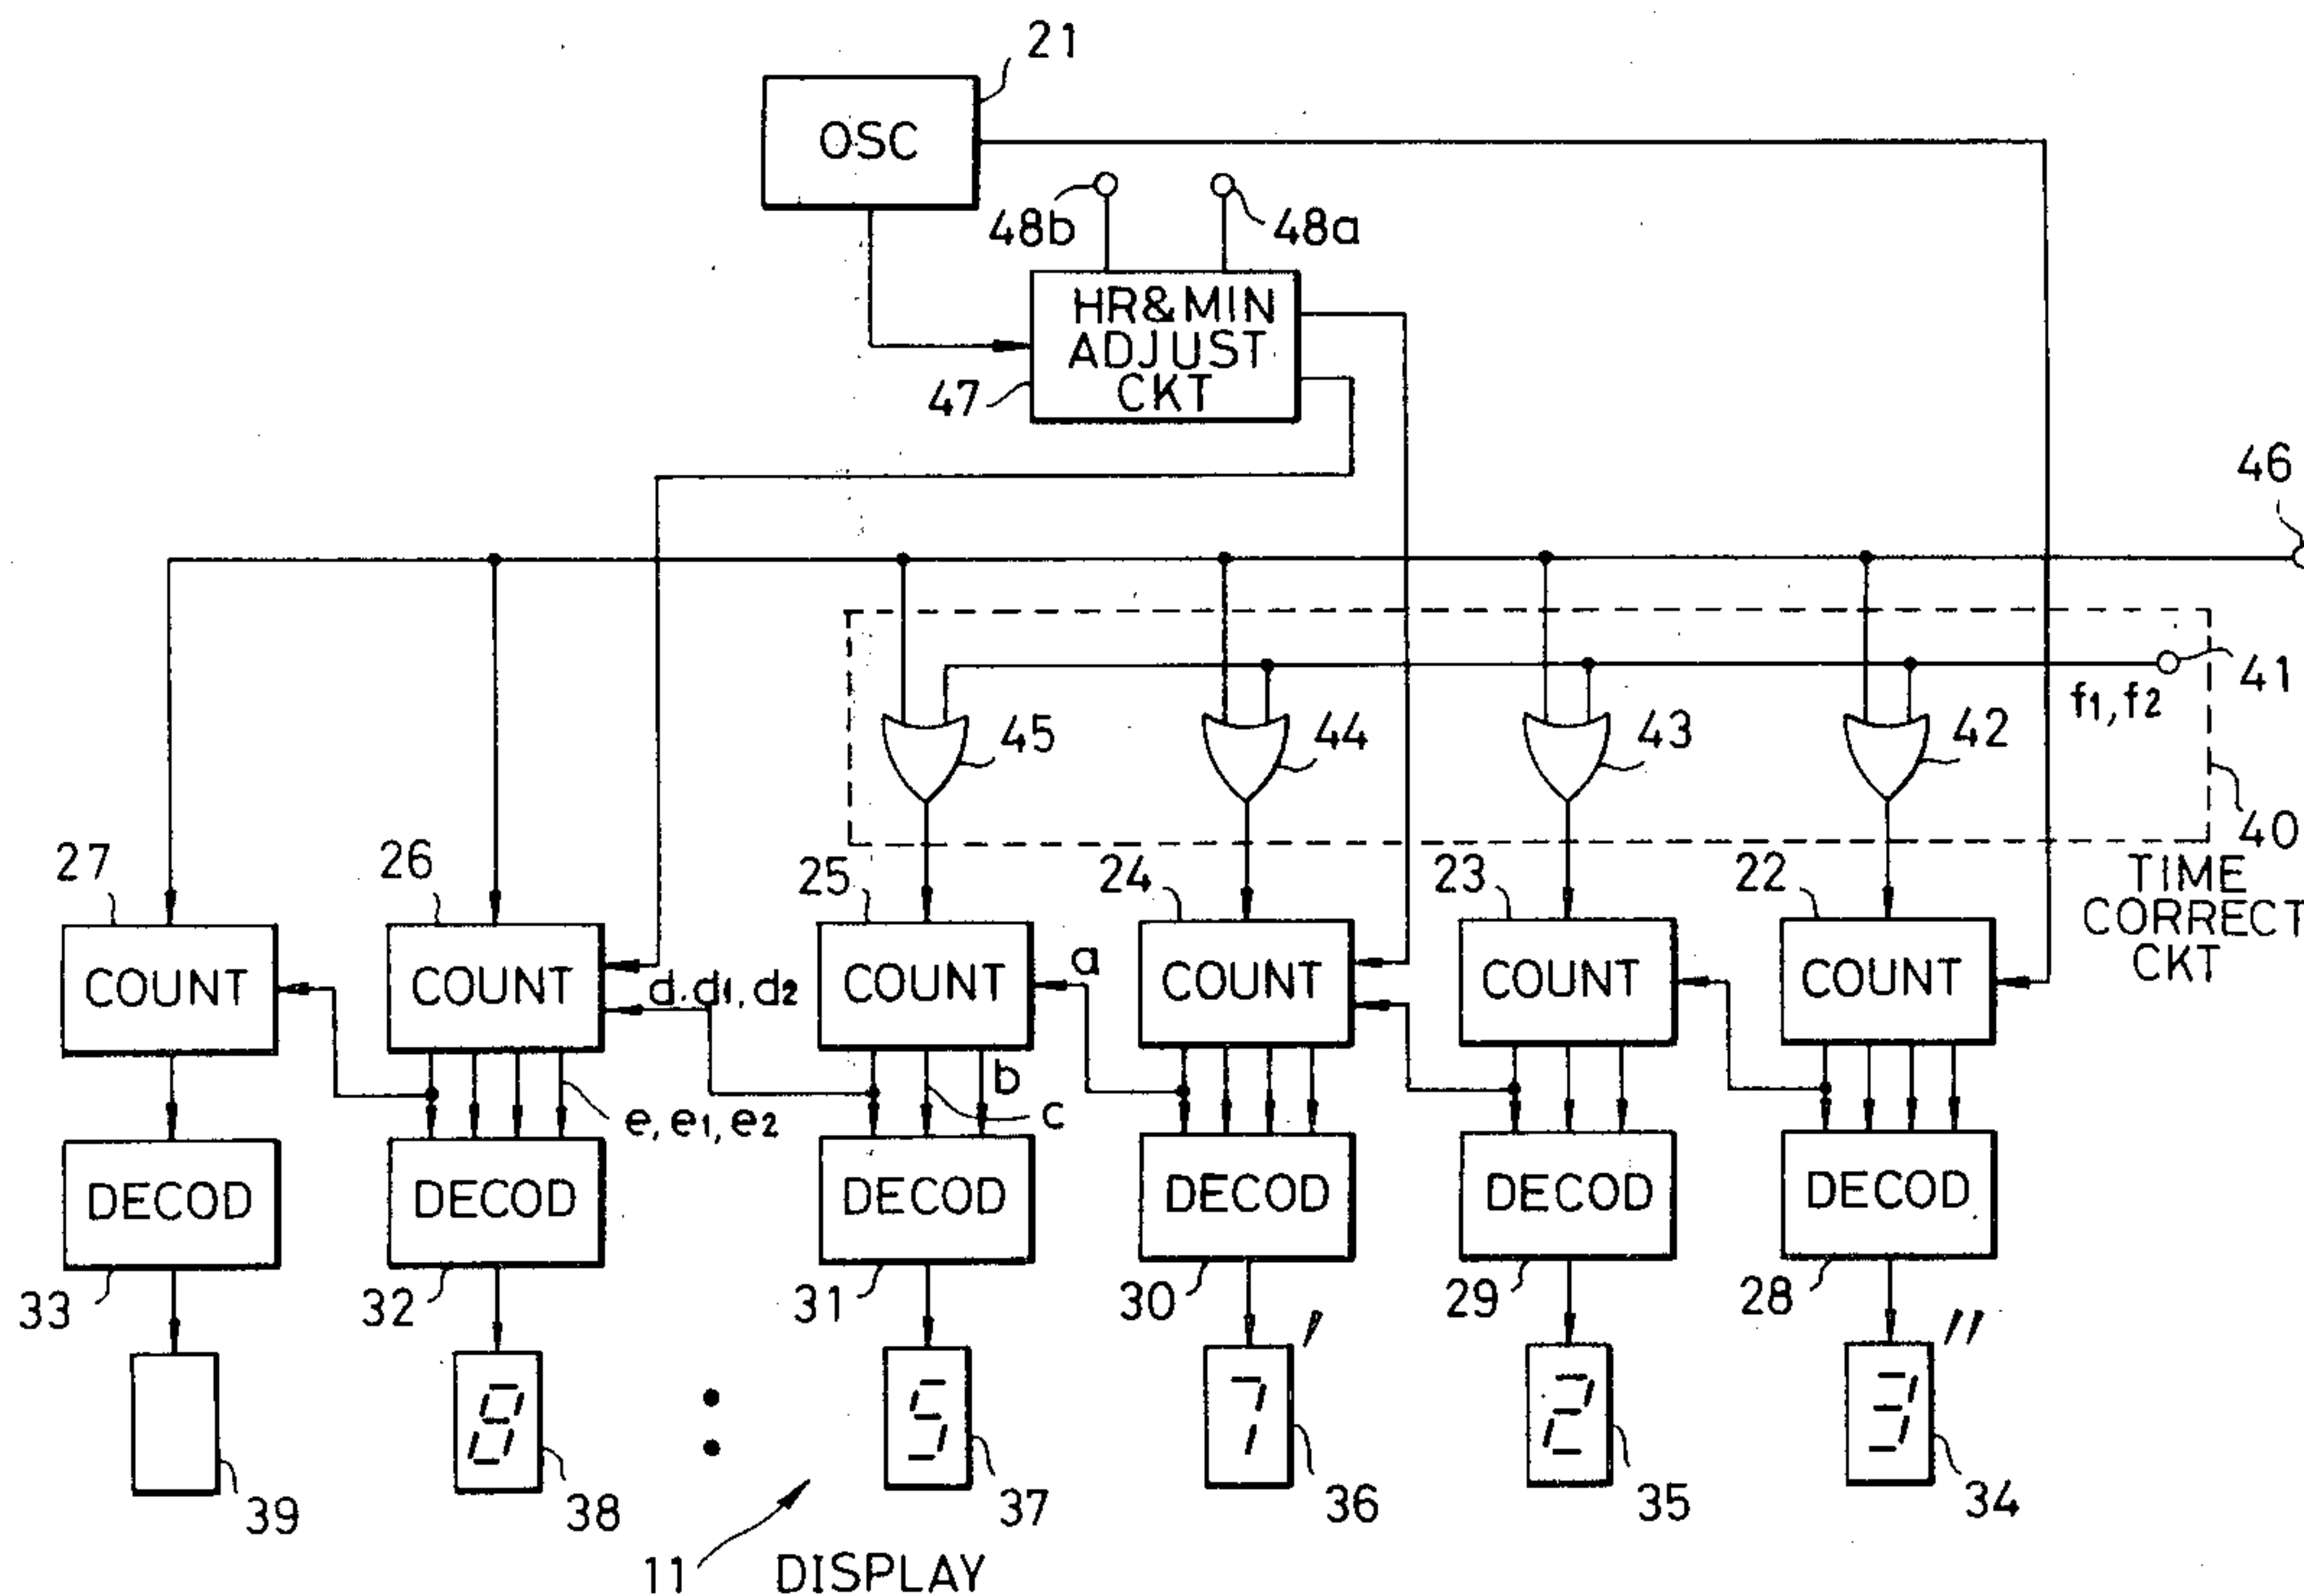 21
OSC
48b
48a
HR&MIN
ADJUST
CKT
47
46
41
f1, f2
45
44
43
42
40
TIME
CORRECT
CKT
27
26
25
24
23
22
COUNT
COUNT
COUNT
COUNT
COUNT
COUNT
d.d1, d2
a
b
c
e, e1, e2
DECOD
DECOD
DECOD
DECOD
DECOD
DECOD
33
32
31
30
29
28
8
:
5
7
'
2
3
"
39
38
37
36
35
34
11
DISPLAY